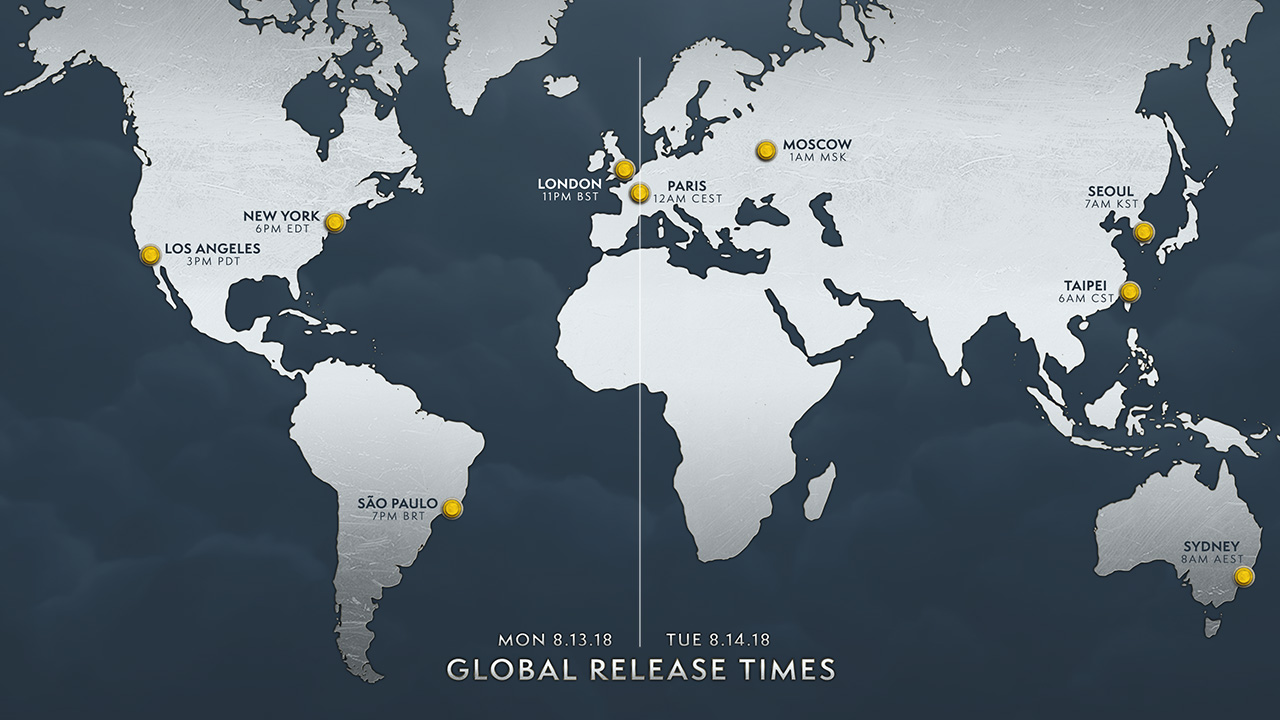 MOSCOW
1AM MSK
LONDON
11PM BST
PARIS
12AM CEST
SEOUL
7AM KST
NEW YORK
6PM EDT
LOS ANGELES
3PM PDT
TAIPEI
6AM CST
SÃO PAULO
7PM BRT
SYDNEY
8AM AEST
MON 8.13.18
TUE 8.14.18
GLOBAL RELEASE TIMES